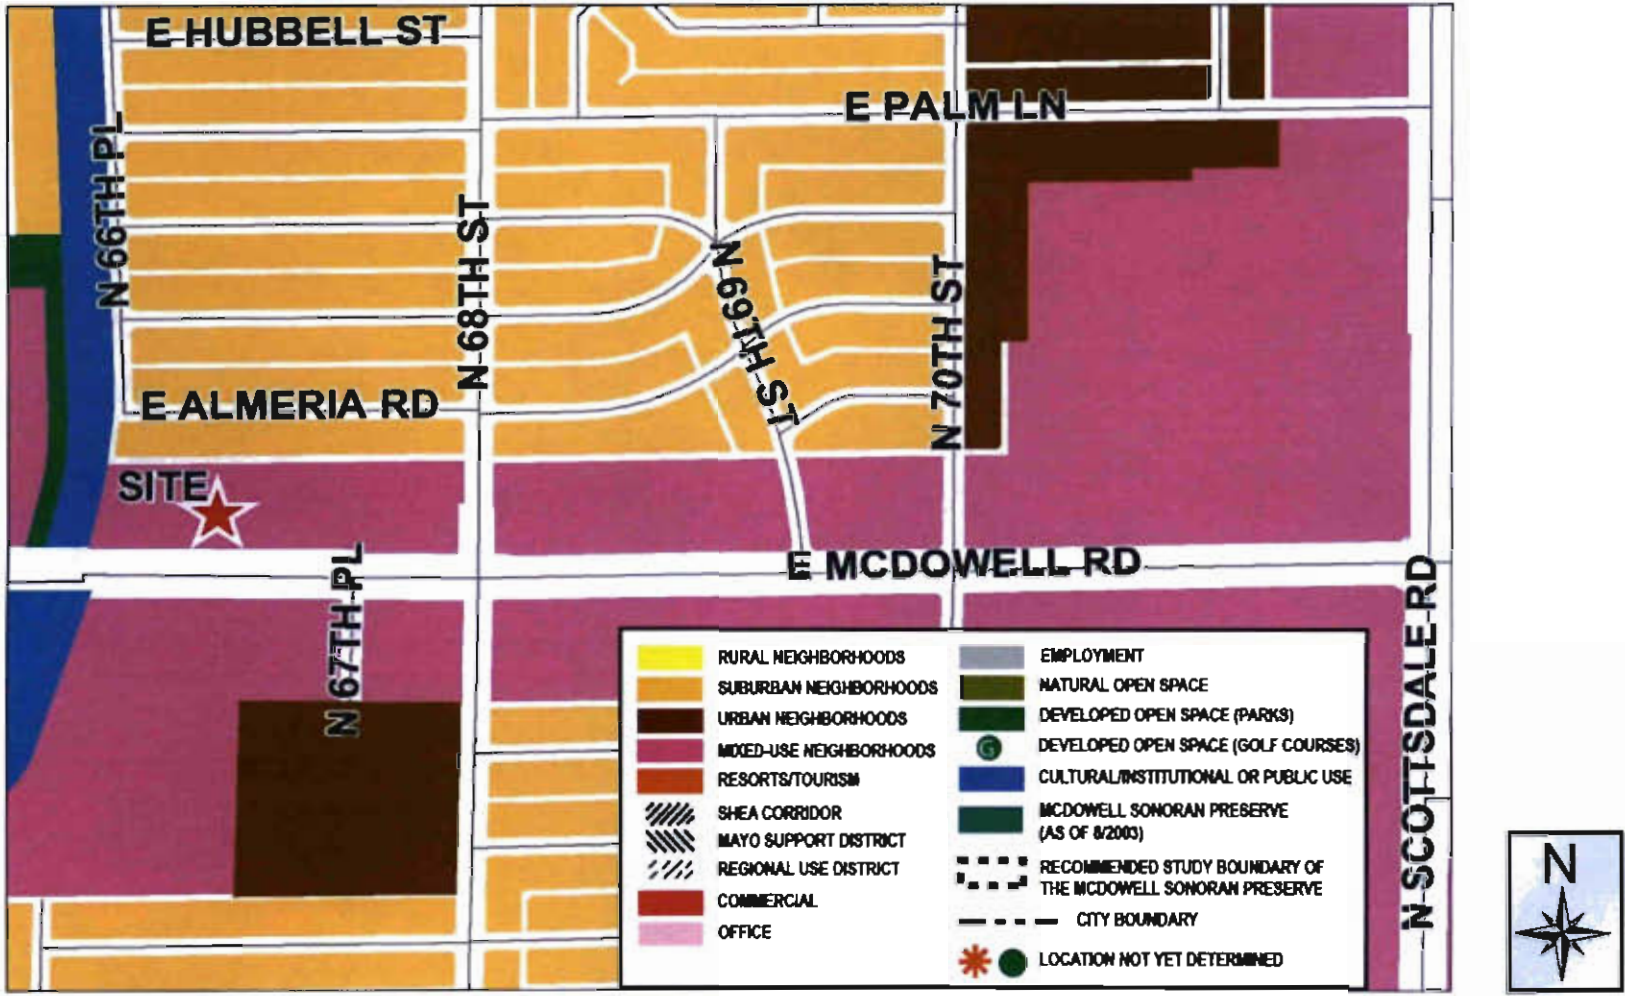 E HUBBELL ST
E PALM LN
N 66TH PL
N 68TH ST
N 69TH ST
N 70TH ST
E ALMERIA RD
SITE
E MCDOWELL RD
N 67TH PL
N SCOTTSDALE RD
RURAL NEIGHBORHOODS
SUBURBAN NEIGHBORHOODS
URBAN NEIGHBORHOODS
MIXED-USE NEIGHBORHOODS
RESORTS/TOURISM
SHEA CORRIDOR
MAYO SUPPORT DISTRICT
REGIONAL USE DISTRICT
COMMERCIAL
OFFICE
EMPLOYMENT
NATURAL OPEN SPACE
DEVELOPED OPEN SPACE (PARKS)
G DEVELOPED OPEN SPACE (GOLF COURSES)
CULTURAL/INSTITUTIONAL OR PUBLIC USE
MCDOWELL SONORAN PRESERVE
(AS OF 8/2003)
RECOMMENDED STUDY BOUNDARY OF
THE MCDOWELL SONORAN PRESERVE
CITY BOUNDARY
LOCATION NOT YET DETERMINED
N